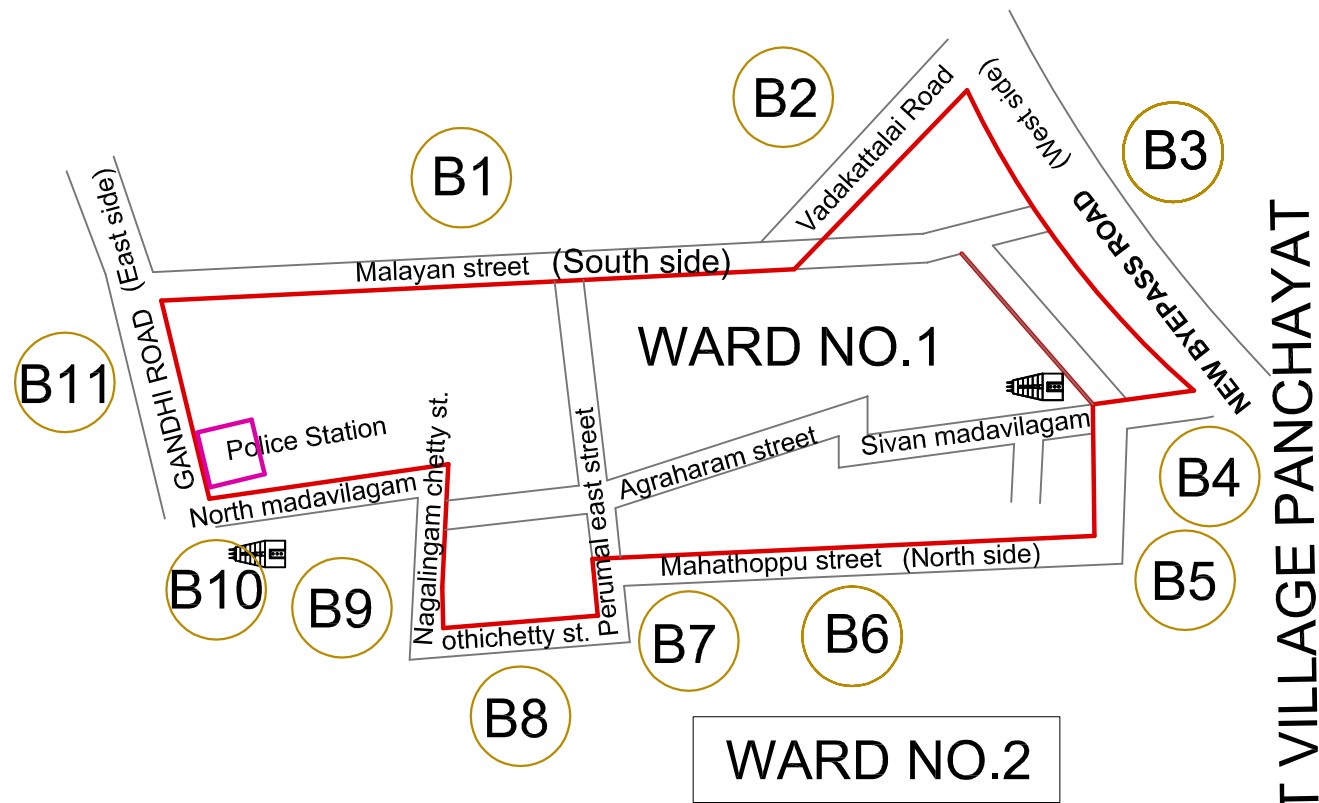 B2
Vadakattalai Road
(West side)
B3
B1
NEW BYEPASS ROAD
(East side)
Malayan street (South side)
GANDHI ROAD
B11
WARD NO.1
Police Station
Nagalingam chetty st.
Perumal east street
Agraharam street
Sivan madavilagam
North madavilagam
B4
B10
B9
Mahathoppu street (North side)
B5
othichetty st.
B7
B6
B8
WARD NO.2
T VILLAGE PANCHAYAT